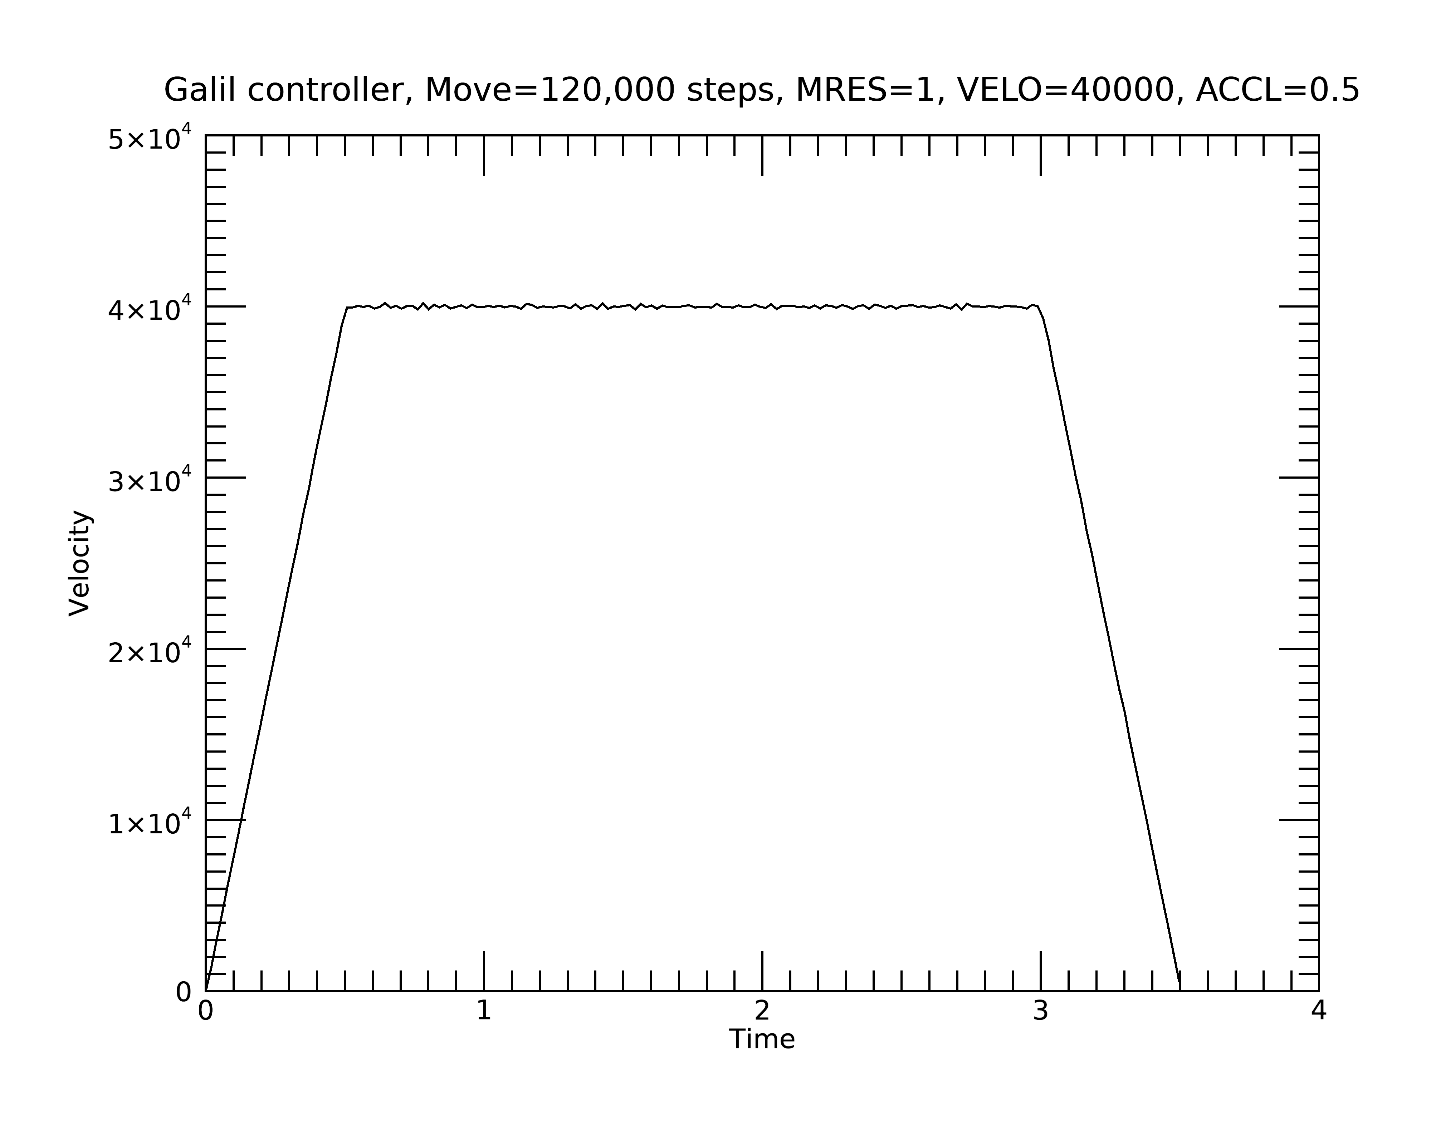 Galil controller, Move=120,000 steps, MRES=1, VELO=40000, ACCL=0.5
5×10⁴
4×10⁴
3×10⁴
2×10⁴
1×10⁴
0
Velocity
0 1 2 3 4
Time